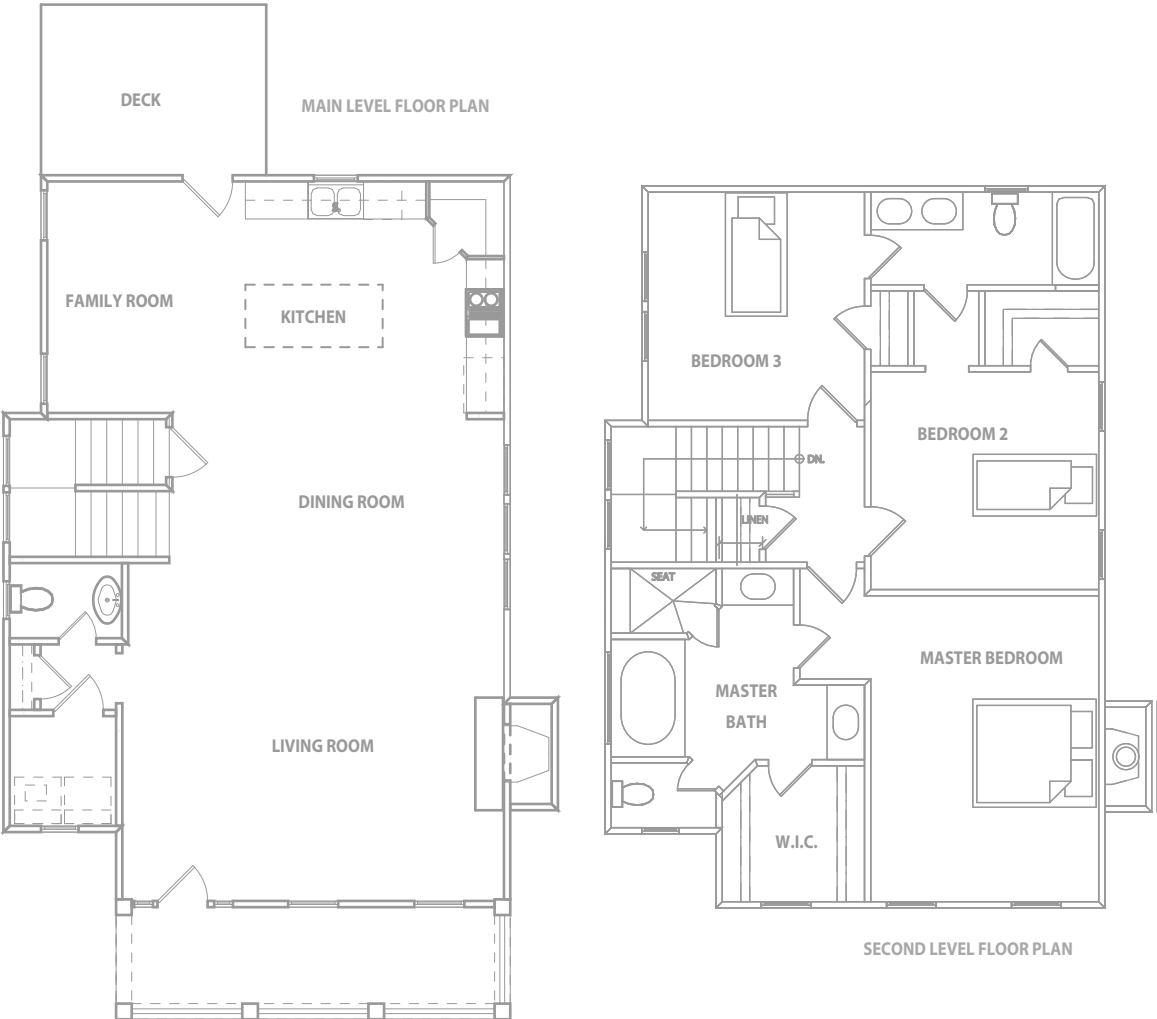 DECK
MAIN LEVEL FLOOR PLAN
FAMILY ROOM
KITCHEN
DINING ROOM
LIVING ROOM
BEDROOM 3
BEDROOM 2
DN.
LINEN
SEAT
MASTER BEDROOM
MASTER
BATH
W.I.C.
SECOND LEVEL FLOOR PLAN